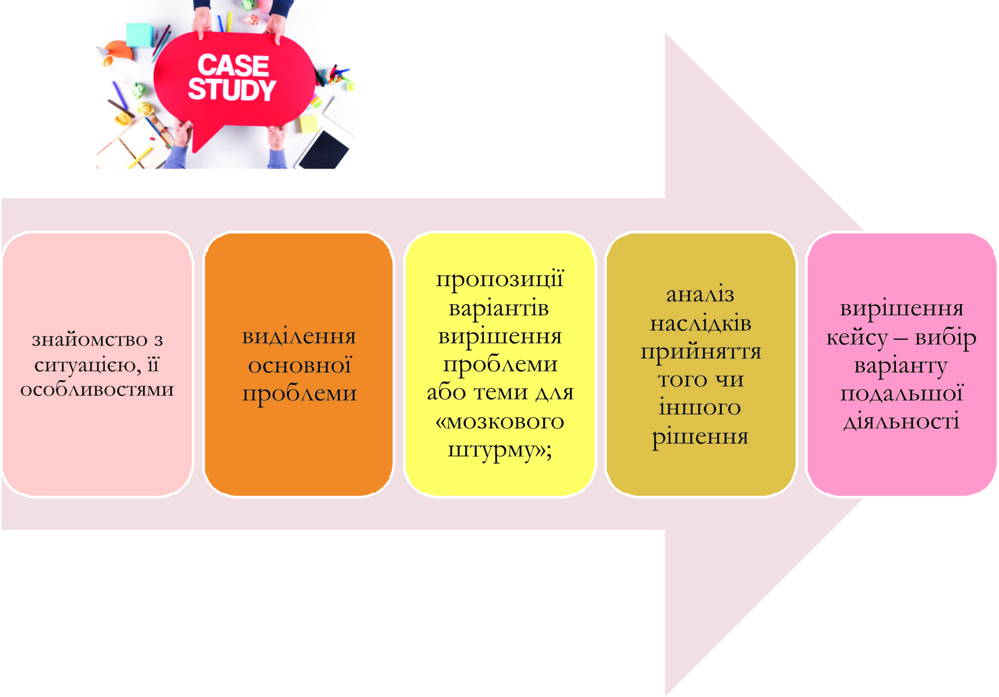 CASE
STUDY
знайомство з
ситуацією, її
особливостями
виділення
основної
проблеми
пропозиції
варіантів
вирішення
проблеми
або теми для
«мозкового
штурму»;
аналіз
наслідків
прийняття
того чи
іншого
рішення
вирішення
кейсу – вибір
варіанту
подальшої
діяльності